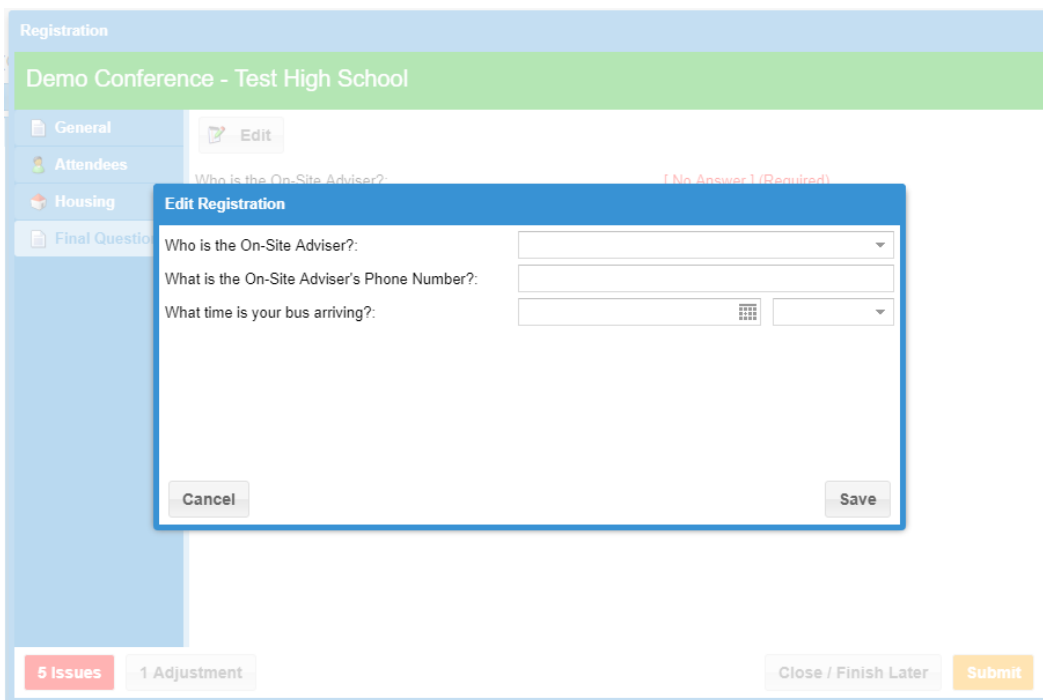 Registration
Demo Conference - Test High School
General
Edit
Attendees
Who is the On-Site Adviser?: [ No Answer ] (Required)
Housing
Edit Registration
Final Question
Who is the On-Site Adviser?:
What is the On-Site Adviser's Phone Number?:
What time is your bus arriving?:
Cancel Save
5 Issues 1 Adjustment Close / Finish Later Submit